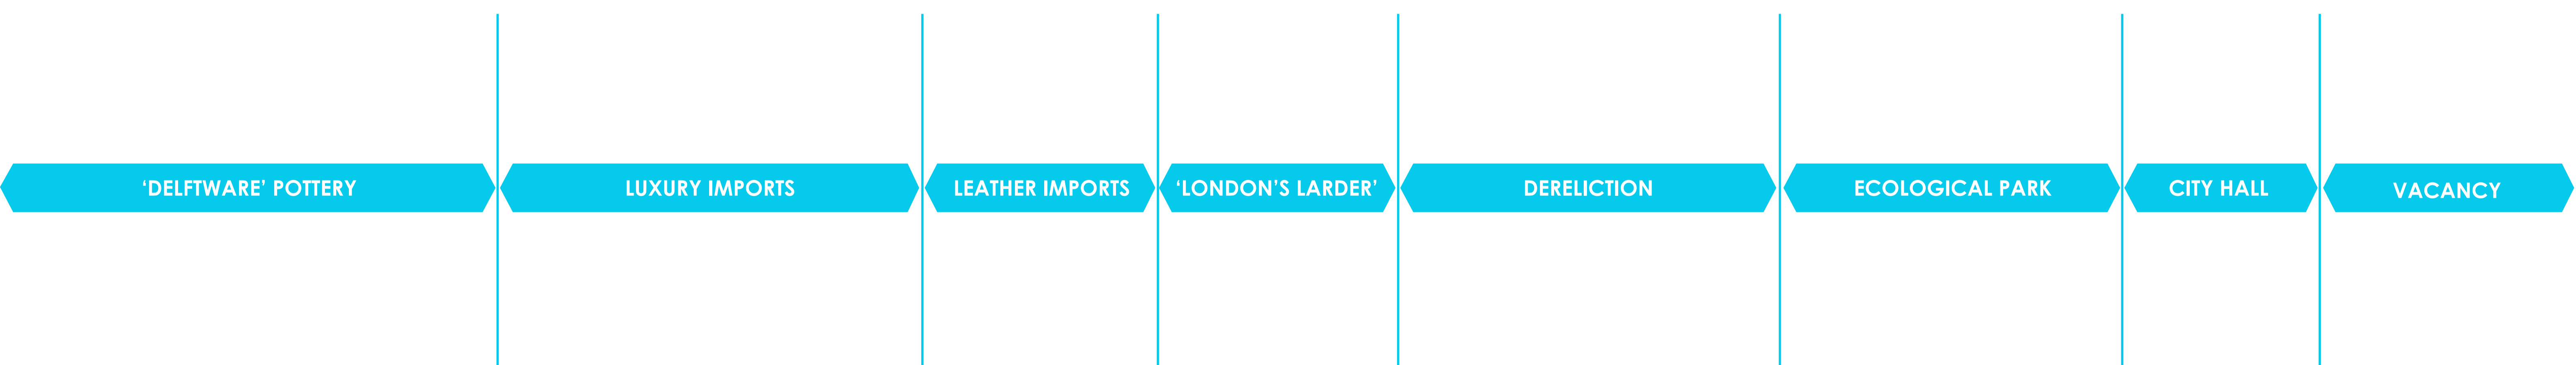 ‘DELFTWARE’ POTTERY
LUXURY IMPORTS
LEATHER IMPORTS
‘LONDON’S LARDER’
DERELICTION
ECOLOGICAL PARK
CITY HALL
VACANCY